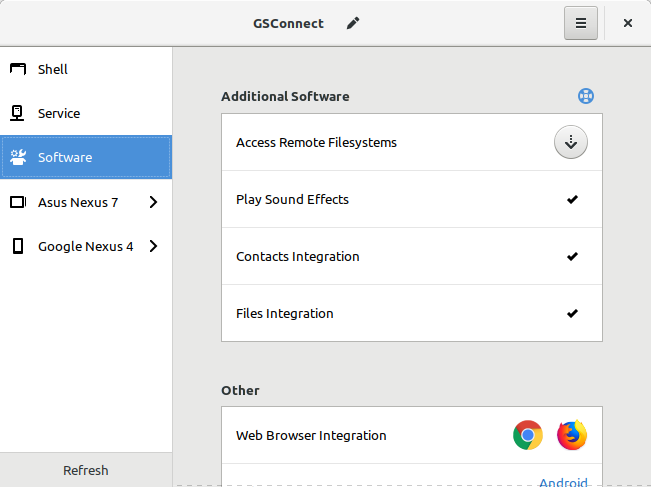 GSConnect
Shell
Service
Software
Asus Nexus 7
Google Nexus 4
Refresh
Additional Software
Access Remote Filesystems
Play Sound Effects
Contacts Integration
Files Integration
Other
Web Browser Integration
Android